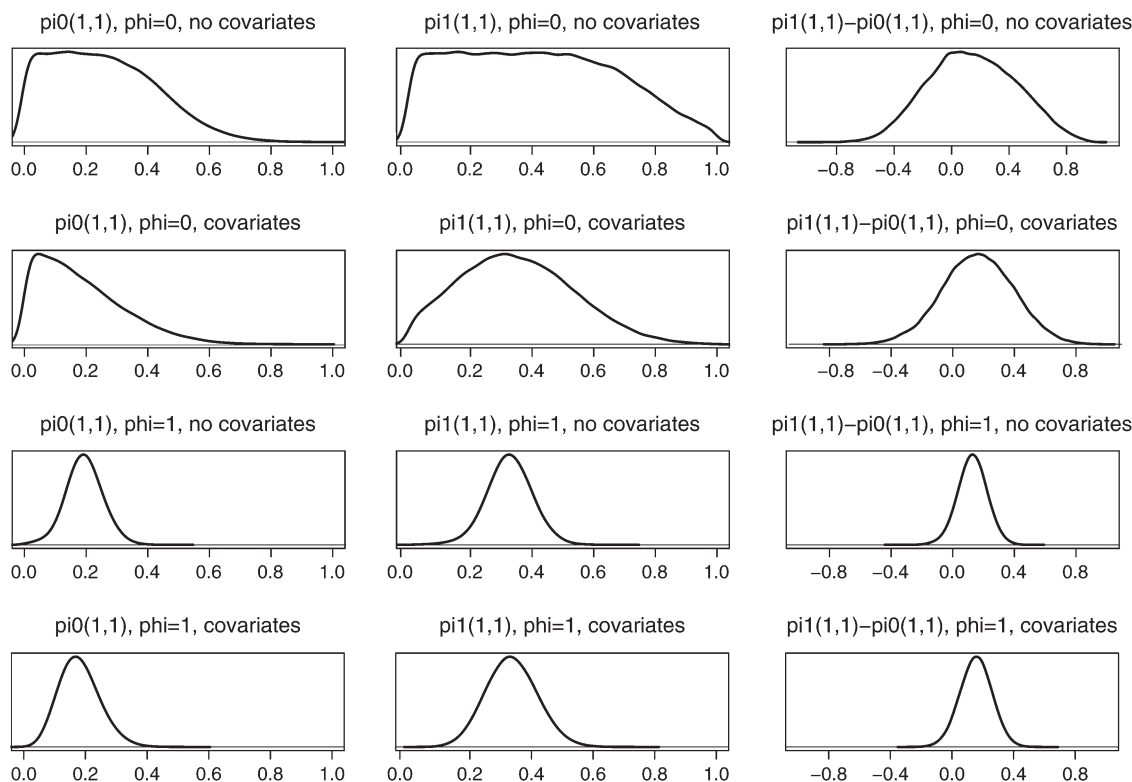 pi0(1,1), phi=0, no covariates
pi1(1,1), phi=0, no covariates
pi1(1,1)−pi0(1,1), phi=0, no covariates
0.0 0.2 0.4 0.6 0.8 1.0
0.0 0.2 0.4 0.6 0.8 1.0
−0.8 −0.4 0.0 0.4 0.8
pi0(1,1), phi=0, covariates
pi1(1,1), phi=0, covariates
pi1(1,1)−pi0(1,1), phi=0, covariates
0.0 0.2 0.4 0.6 0.8 1.0
0.0 0.2 0.4 0.6 0.8 1.0
−0.8 −0.4 0.0 0.4 0.8
pi0(1,1), phi=1, no covariates
pi1(1,1), phi=1, no covariates
pi1(1,1)−pi0(1,1), phi=1, no covariates
0.0 0.2 0.4 0.6 0.8 1.0
0.0 0.2 0.4 0.6 0.8 1.0
−0.8 −0.4 0.0 0.4 0.8
pi0(1,1), phi=1, covariates
pi1(1,1), phi=1, covariates
pi1(1,1)−pi0(1,1), phi=1, covariates
0.0 0.2 0.4 0.6 0.8 1.0
0.0 0.2 0.4 0.6 0.8 1.0
−0.8 −0.4 0.0 0.4 0.8